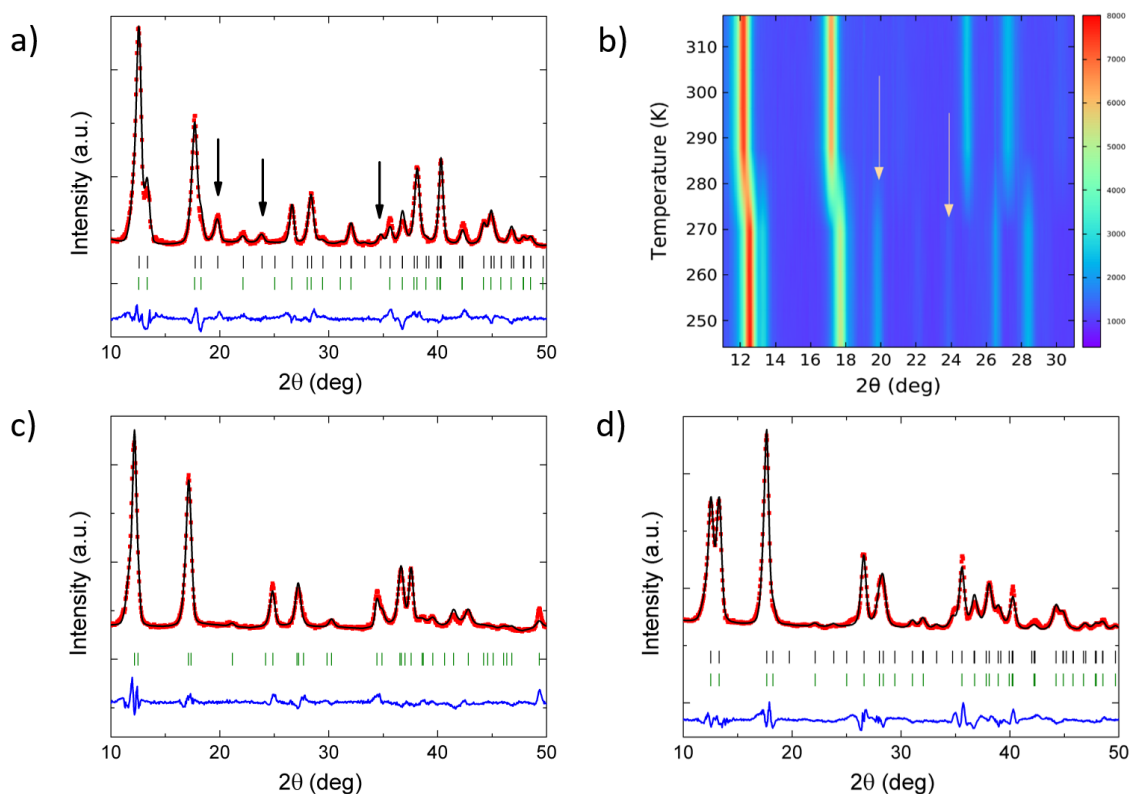 a)
Intensity (a.u.)
10 20 30 40 50
2θ (deg)
b)
Temperature (K)
310
300
290
280
270
260
250
12 14 16 18 20 22 24 26 28 30
2θ (deg)
8000
7000
6000
5000
4000
3000
2000
1000
c)
Intensity (a.u.)
10 20 30 40 50
2θ (deg)
d)
Intensity (a.u.)
10 20 30 40 50
2θ (deg)